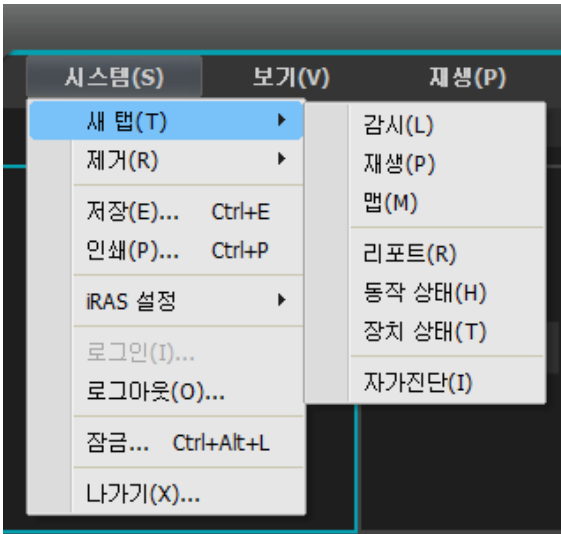 시스템(S) 보기(V) 재생(P)
새 탭(T)
제거(R)
저장(E)... Ctrl+E
인쇄(P)... Ctrl+P
iRAS 설정
로그인(I)...
로그아웃(O)...
잠금... Ctrl+Alt+L
나가기(X)...
감시(L)
재생(P)
맵(M)
리포트(R)
동작 상태(H)
장치 상태(T)
자가진단(I)